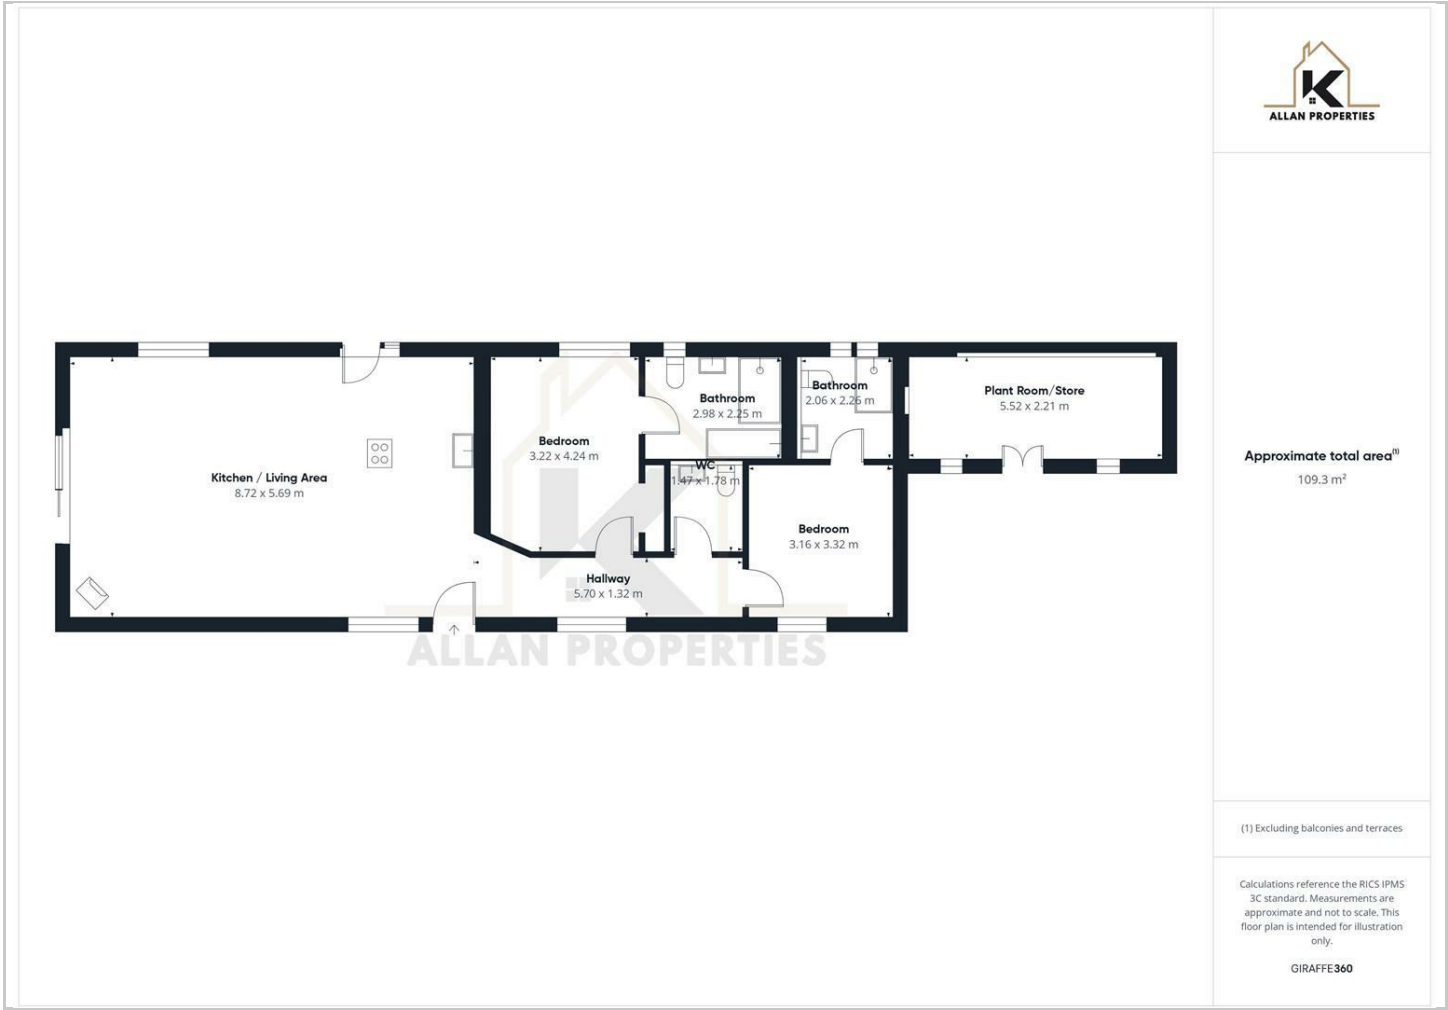 K
ALLAN PROPERTIES
Kitchen / Living Area
8.72 x 5.69 m
Bedroom
3.22 x 4.24 m
Bathroom
2.98 x 2.25 m
WC
1.47 x 1.78 m
Bathroom
2.06 x 2.26 m
Plant Room/Store
5.52 x 2.21 m
Bedroom
3.16 x 3.32 m
Hallway
5.70 x 1.32 m
K
ALLAN PROPERTIES
Approximate total area(1)
109.3 m²
(1) Excluding balconies and terraces
Calculations reference the RICS IPMS
3C standard. Measurements are
approximate and not to scale. This
floor plan is intended for illustration
only.
GIRAFFE360